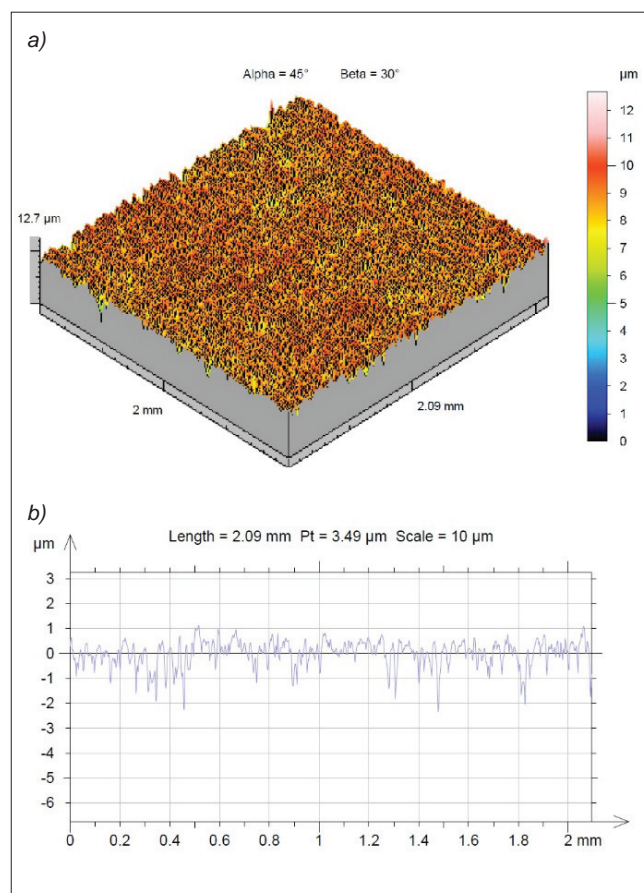 a)
Alpha = 45° Beta = 30°
µm
12
11
10
9
8
7
6
5
4
3
2
1
0
12.7 µm
2 mm
2.09 mm
b)
µm
Length = 2.09 mm Pt = 3.49 µm Scale = 10 µm
3
2
1
0
-1
-2
-3
-4
-5
-6
0 0.2 0.4 0.6 0.8 1 1.2 1.4 1.6 1.8 2 mm